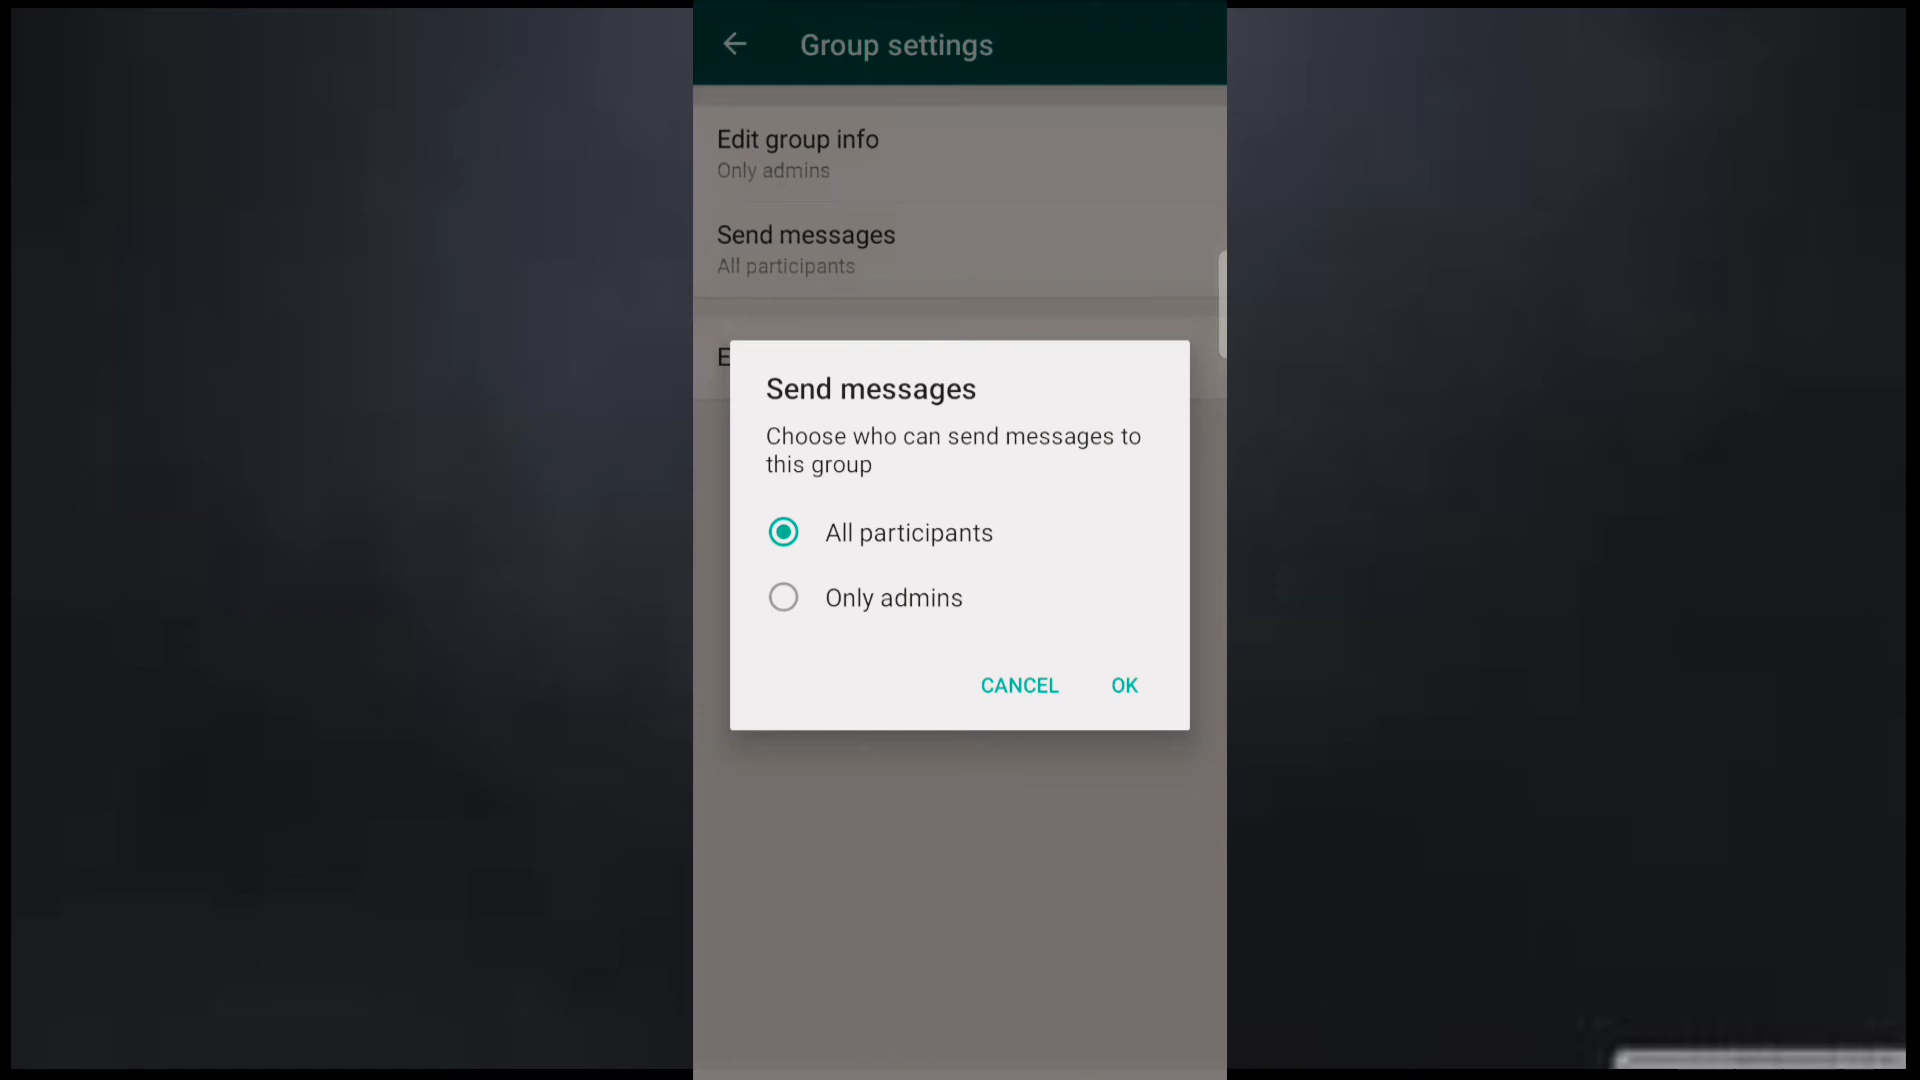 Group settings
Edit group info
Only admins
Send messages
All participants
E
Send messages
Choose who can send messages to
this group
All participants
Only admins
CANCEL OK